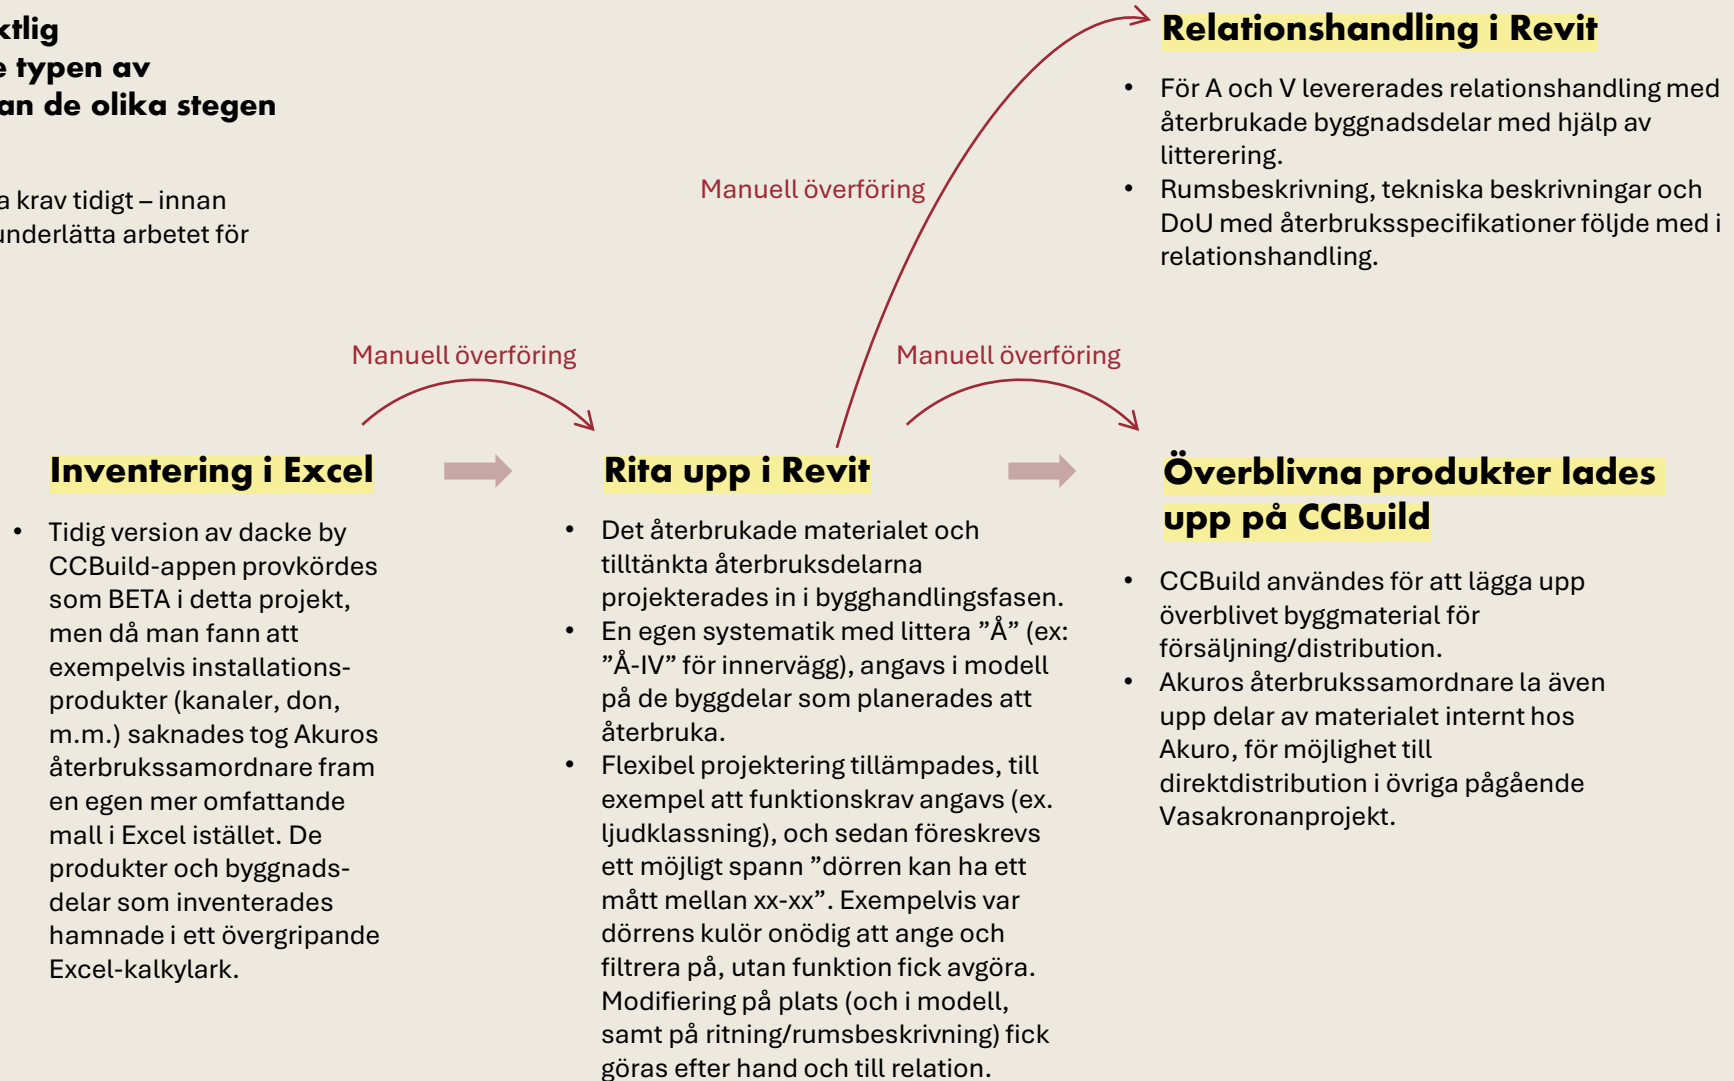 ktlig
e typen av
an de olika stegen
a krav tidigt – innan
underlätta arbetet för
Relationshandling i Revit
• För A och V levererades relationshandling med
återbrukade byggnadsdelar med hjälp av
litterering.
• Rumsbeskrivning, tekniska beskrivningar och
DoU med återbruksspecifikationer följde med i
relationshandling.
Manuell överföring
Manuell överföring
Manuell överföring
Inventering i Excel
• Tidig version av dacke by
CCBuild-appen provkördes
som BETA i detta projekt,
men då man fann att
exempelvis installations-
produkter (kanaler, don,
m.m.) saknades tog Akuros
återbrukssamordnare fram
en egen mer omfattande
mall i Excel istället. De
produkter och byggnads-
delar som inventerades
hamnade i ett övergripande
Excel-kalkylark.
Rita upp i Revit
• Det återbrukade materialet och
tilltänkta återbruksdelarna
projekterades in i bygghandlingsfasen.
• En egen systematik med littera ”Å” (ex:
”Å-IV” för innervägg), angavs i modell
på de byggdelar som planerades att
återbruka.
• Flexibel projektering tillämpades, till
exempel att funktionskrav angavs (ex.
ljudklassning), och sedan föreskrevs
ett möjligt spann ”dörren kan ha ett
mått mellan xx-xx”. Exempelvis var
dörrens kulör onödig att ange och
filtrera på, utan funktion fick avgöra.
Modifiering på plats (och i modell,
samt på ritning/rumsbeskrivning) fick
göras efter hand och till relation.
Överblivna produkter lades
upp på CCBuild
• CCBuild användes för att lägga upp
överblivet byggmaterial för
försäljning/distribution.
• Akuros återbrukssamordnare la även
upp delar av materialet internt hos
Akuro, för möjlighet till
direktdistribution i övriga pågående
Vasakronanprojekt.